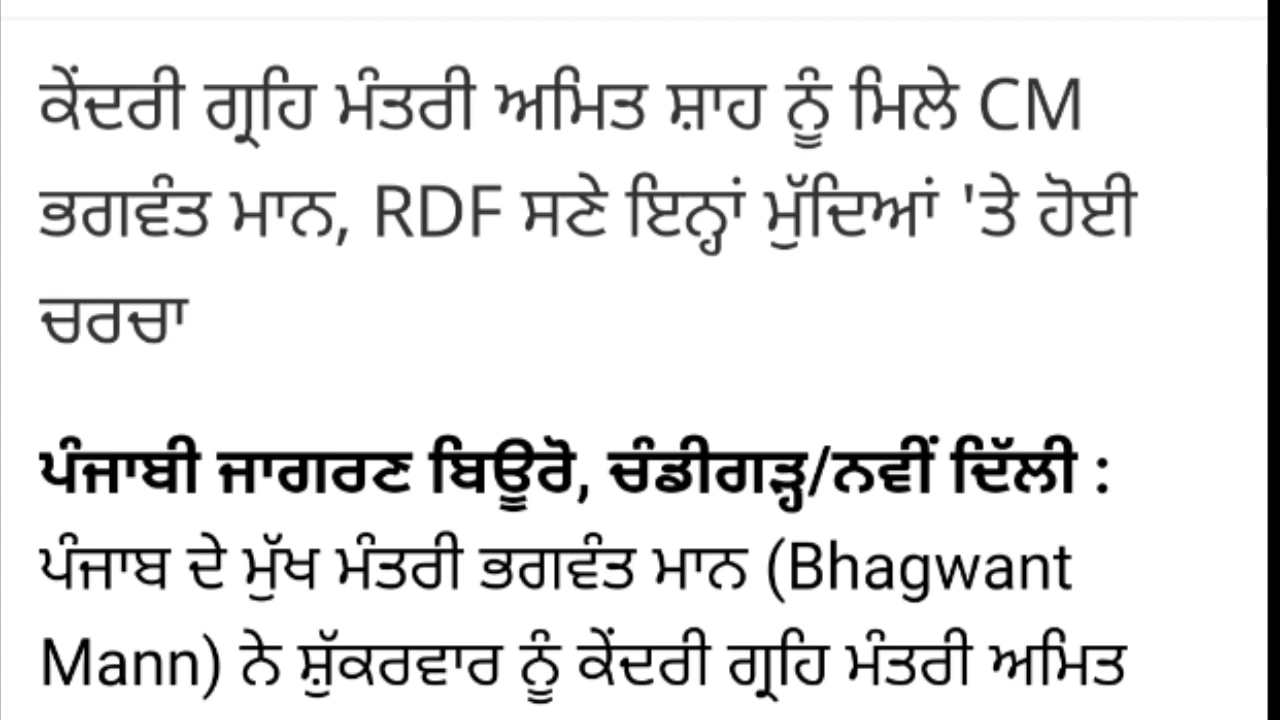 ਕੇਂਦਰੀ ਗ੍ਰਹਿ ਮੰਤਰੀ ਅਮਿਤ ਸ਼ਾਹ ਨੂੰ ਮਿਲੇ CM
ਭਗਵੰਤ ਮਾਨ, RDF ਸਣੇ ਇਨ੍ਹਾਂ ਮੁੱਦਿਆਂ 'ਤੇ ਹੋਈ
ਚਰਚਾ
ਪੰਜਾਬੀ ਜਾਗਰਣ ਬਿਊਰੋ, ਚੰਡੀਗੜ੍ਹ/ਨਵੀਂ ਦਿੱਲੀ :
ਪੰਜਾਬ ਦੇ ਮੁੱਖ ਮੰਤਰੀ ਭਗਵੰਤ ਮਾਨ (Bhagwant
Mann) ਨੇ ਸ਼ੁੱਕਰਵਾਰ ਨੂੰ ਕੇਂਦਰੀ ਗ੍ਰਹਿ ਮੰਤਰੀ ਅਮਿਤ